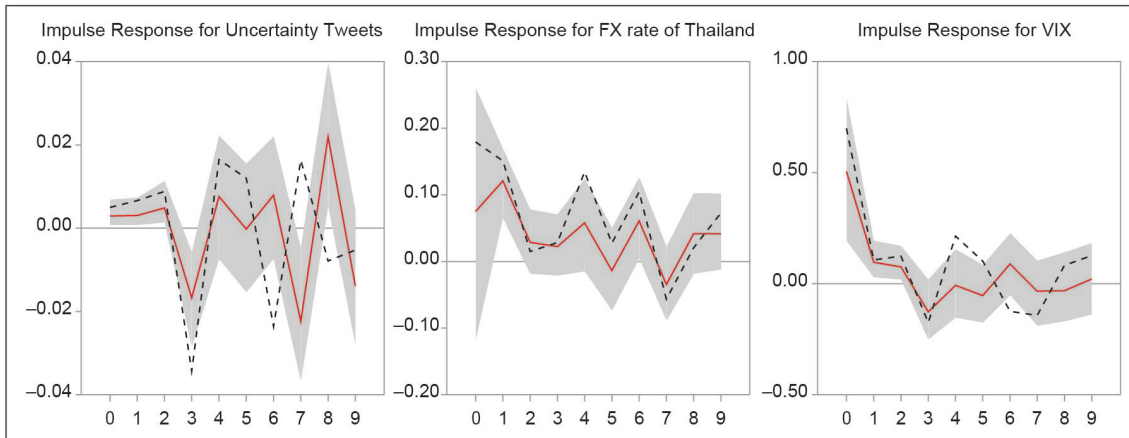 Impulse Response for Uncertainty Tweets
0.04
0.02
0.00
–0.02
–0.04
0 1 2 3 4 5 6 7 8 9
Impulse Response for FX rate of Thailand
0.30
0.20
0.10
0.00
–0.10
–0.20
0 1 2 3 4 5 6 7 8 9
Impulse Response for VIX
1.00
0.50
0.00
–0.50
0 1 2 3 4 5 6 7 8 9